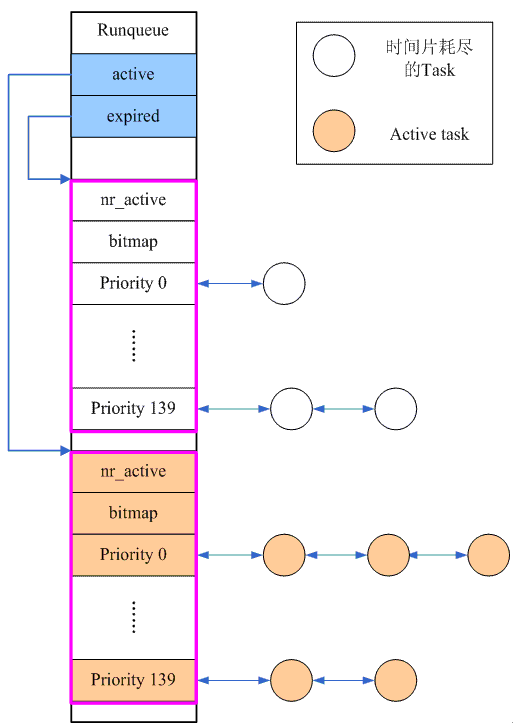 Runqueue
active
expired
nr_active
bitmap
Priority 0
......
Priority 139
nr_active
bitmap
Priority 0
......
Priority 139
时间片耗尽
的Task
Active task